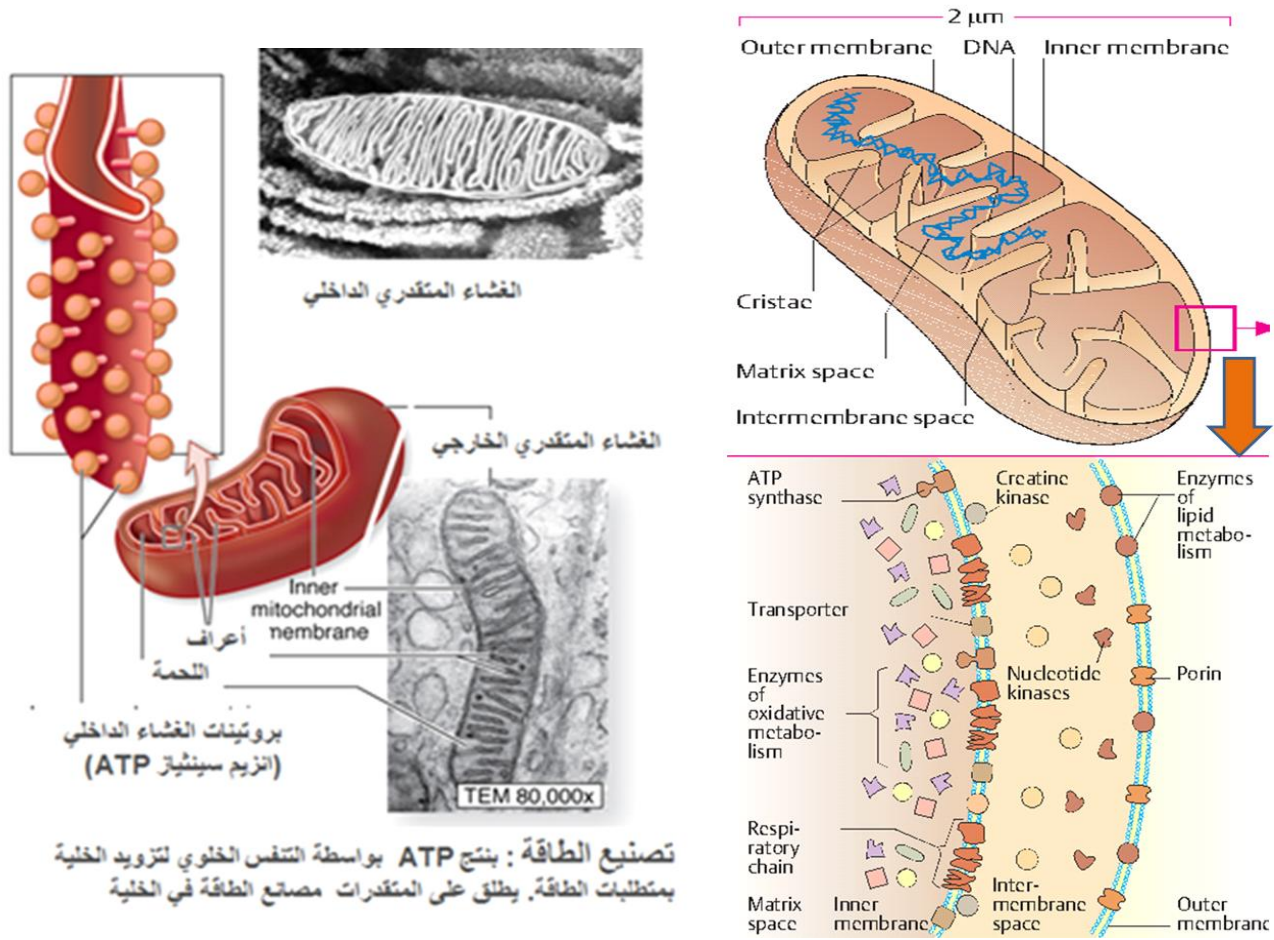 الغشاء المتقدري الداخلي
الغشاء المتقدري الخارجي
Inner
mitochondrial
membrane
أعراف
اللحمة
بروتينات الغشاء الداخلي
(انزيم سينثياز ATP)
TEM 80,000x
تصنيع الطاقة : بنتج ATP بواسطة التنفس الخلوي لتزويد الخلية
بمتطلبات الطاقة. يطلق على المتقدرات مصانع الطاقة في الخلية
2 µm
Outer membrane
DNA
Inner membrane
Cristae
Matrix space
Intermembrane space
ATP
synthase
Creatine
kinase
Enzymes
of
lipid
metabo-
lism
Transporter
Nucleotide
kinases
Porin
Enzymes
of
oxidative
metabo-
lism
Respi-
ratory
chain
Matrix
space
Inner
membrane
Inter-
membrane
space
Outer
membrane